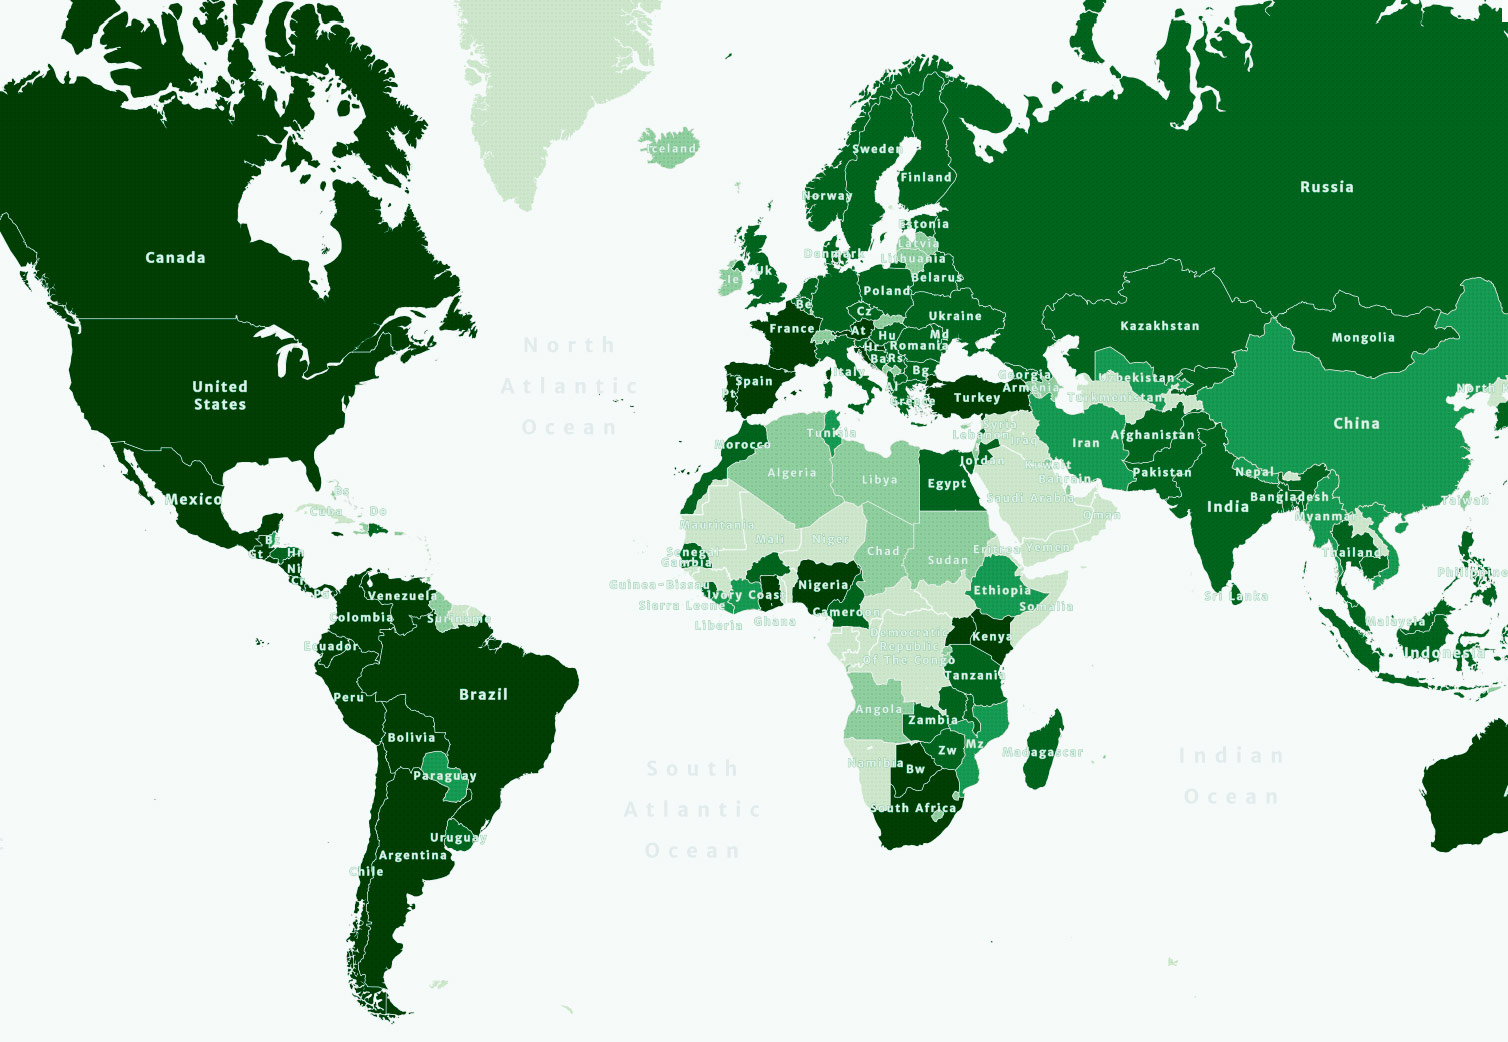 Iceland
Sweden
Finland
Norway
Russia
Estonia
Latvia
Denmark
Lithuania
Canada
Ie
Uk
Belarus
Poland
Be
Cz
Ukraine
France
At
Kazakhstan
Mongolia
Hu
Md
Hr
Romania
North
Atlantic
Ocean
Ba
Rs
Italy
Bg
Georgia
Uzbekistan
United
States
Spain
Pt
Al
Armenia
Turkey
Turkmenistan
Greece
North
China
Tunisia
Syria
Lebanon
Iraq
Morocco
Iran
Afghanistan
Jordan
Kuwait
Algeria
Libya
Egypt
Bahrain
Pakistan
Nepal
Mexico
Bs
Saudi Arabia
Bangladesh
India
Taiwan
Cuba
Do
Oman
Myanmar
Mauritania
Mali
Niger
Gt
Hn
Senegal
Gambia
Chad
Sudan
Eritrea
Yemen
Thailand
Ni
Philippines
Guinea-Bissau
Nigeria
Ethiopia
Venezuela
Ivory Coast
Sierra Leone
Somalia
Sri Lanka
Colombia
Suriname
Liberia
Ghana
Cameroon
Malaysia
Democratic
Republic
Of The Congo
Kenya
Ecuador
Indonesia
Tanzania
Brazil
Peru
Angola
Zambia
Bolivia
Mz
Zw
Madagascar
Namibia
Bw
Paraguay
South
Atlantic
Ocean
Indian
Ocean
South Africa
Uruguay
Argentina
Chile